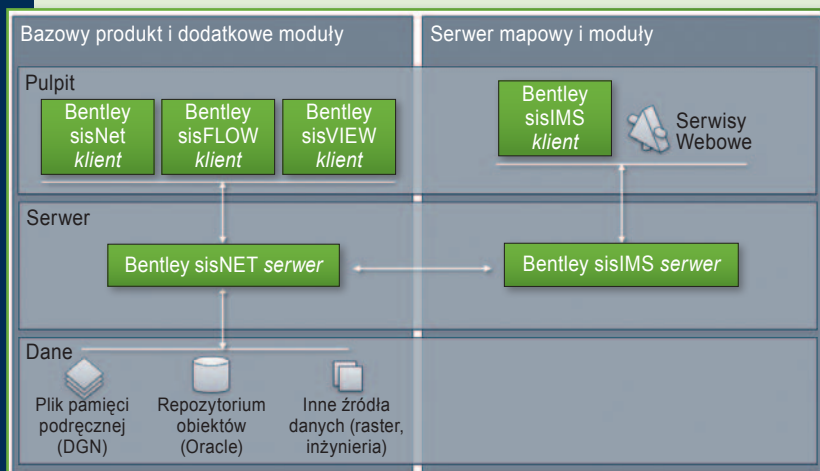 Bazowy produkt i dodatkowe moduły
Serwer mapowy i moduły
Pulpit
Bentley
sisNet
klient
Bentley
sisFLOW
klient
Bentley
sisVIEW
klient
Bentley
sisIMS
klient
Serwisy
Webowe
Serwer
Bentley sisNET serwer
Bentley sisIMS serwer
Dane
Plik pamięci
podręcznej
(DGN)
Repozytorium
obiektów
(Oracle)
Inne źródła
danych (raster,
inżynieria)